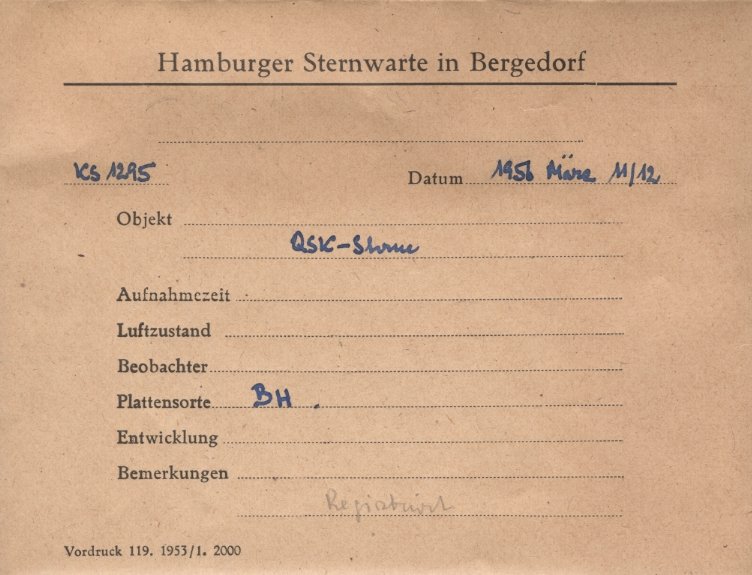 Hamburger Sternwarte in Bergedorf
KS 1295 Datum 1956 März 11/12
Objekt
QSK-Sterne
Aufnahmezeit
Luftzustand
Beobachter
Plattensorte BH.
Entwicklung
Bemerkungen
Registriert
Vordruck 119. 1953/1. 2000